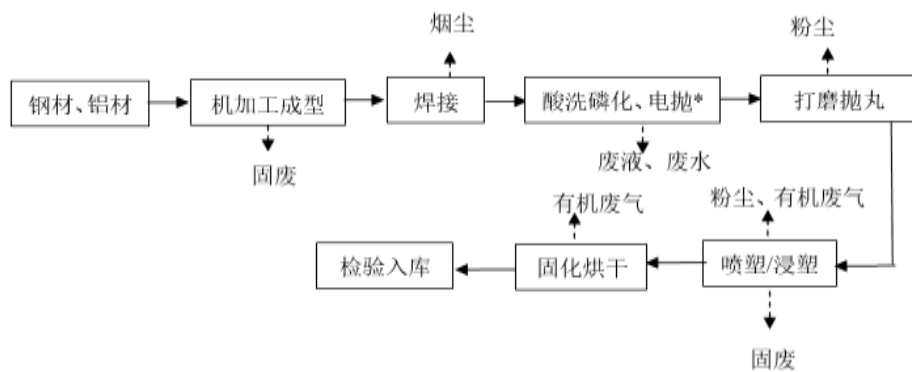 烟尘
粉尘
钢材、铝材
机加工成型
焊接
酸洗磷化、电抛*
打磨抛丸
固废
废液、废水
有机废气
粉尘、有机废气
检验入库
固化烘干
喷塑/浸塑
固废